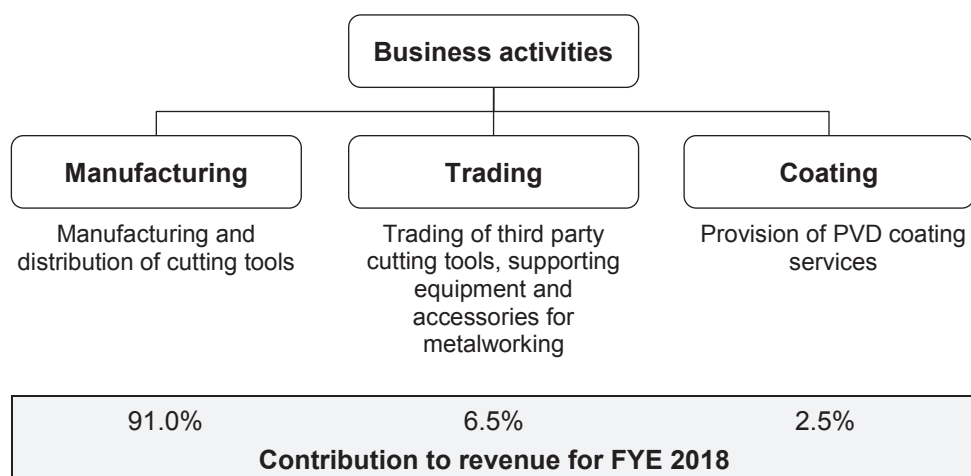 Business activities
Manufacturing
Trading
Coating
Manufacturing and
distribution of cutting tools
Trading of third party
cutting tools, supporting
equipment and
accessories for
metalworking
Provision of PVD coating
services
91.0%
6.5%
2.5%
Contribution to revenue for FYE 2018